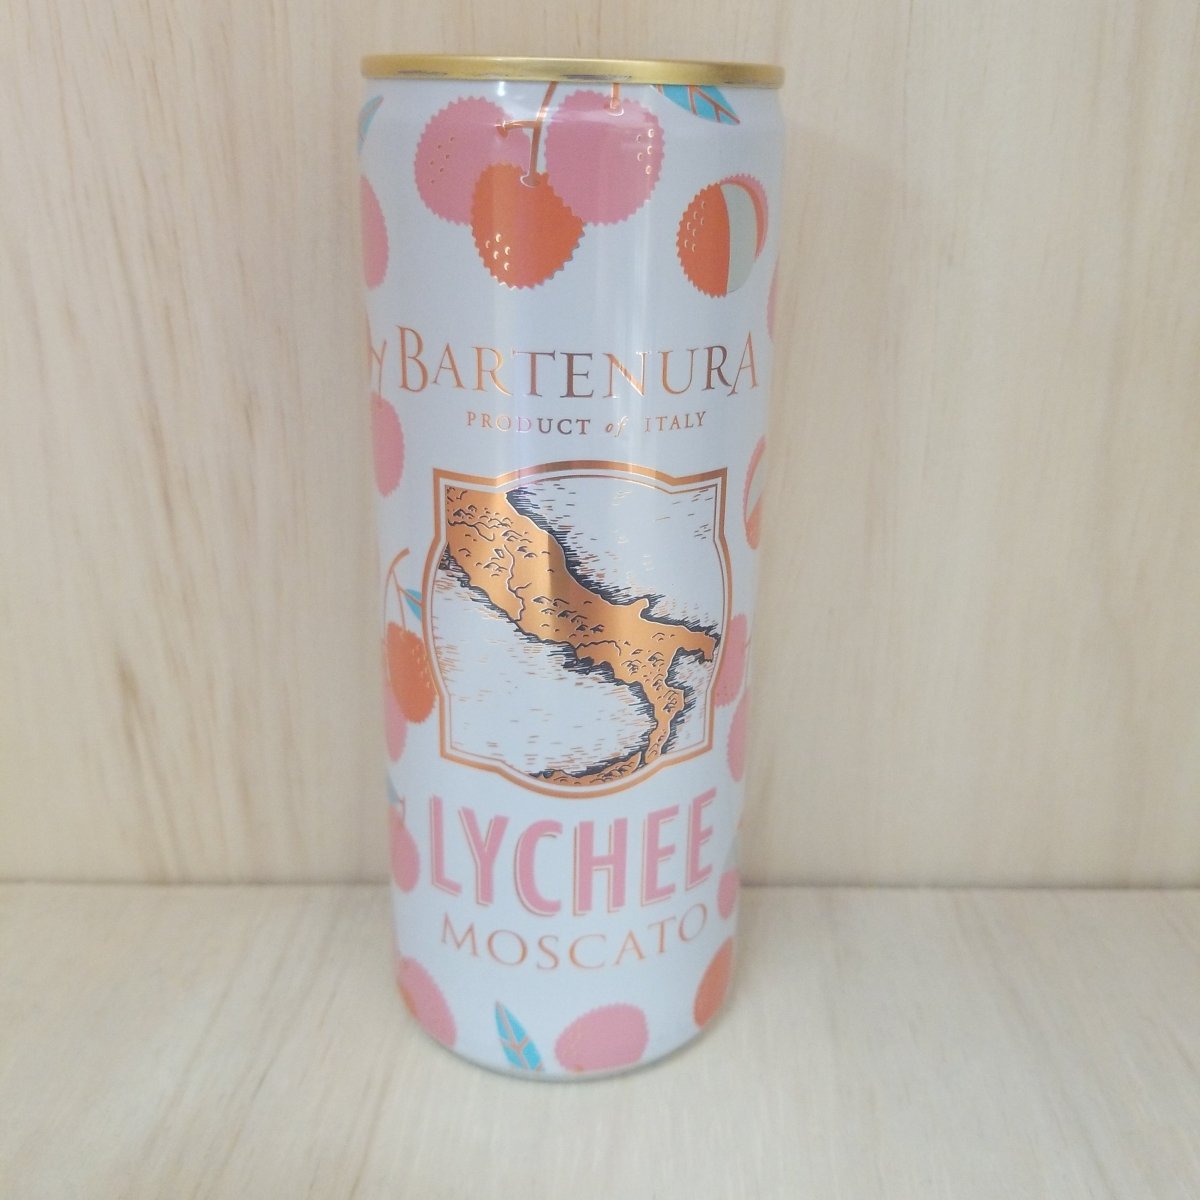 BARTENURA
PRODUCT of ITALY
LYCHEE
MOSCATO